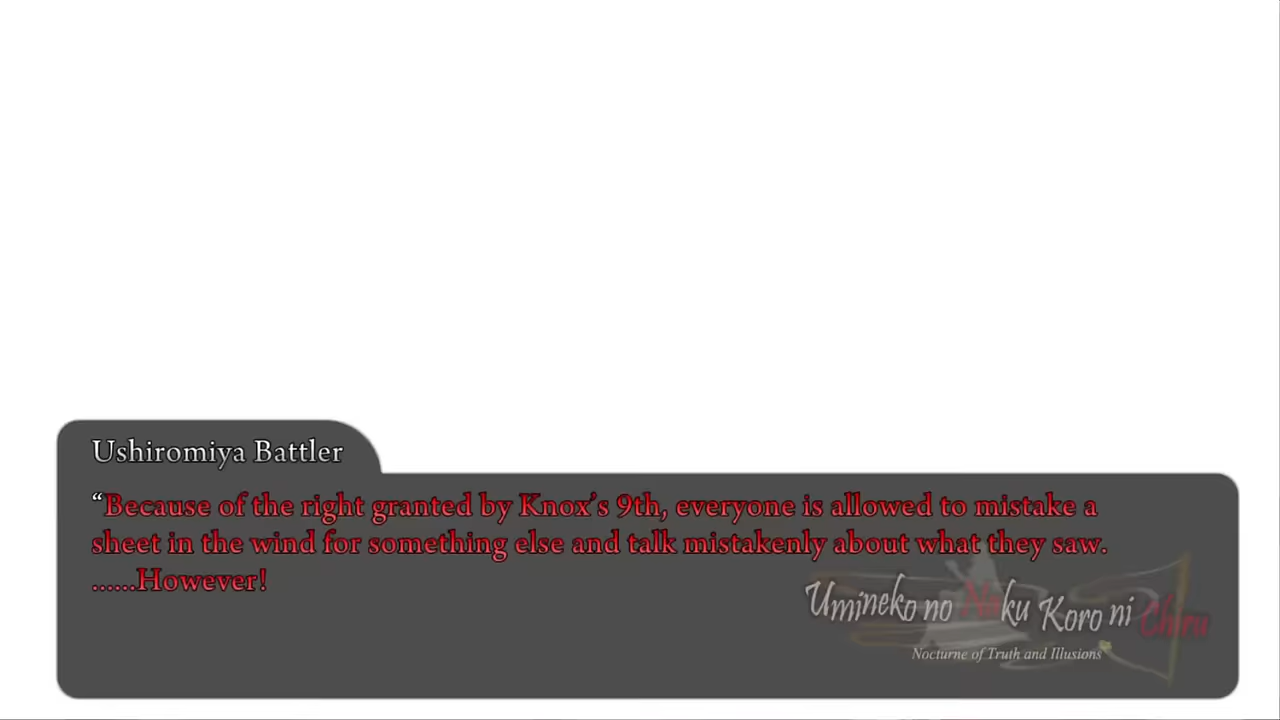 Ushiromiya Battler
“Because of the right granted by Knox’s 9th, everyone is allowed to mistake a
sheet in the wind for something else and talk mistakenly about what they saw.
......However!
Umineko no Naku Koro ni Chiru
Nocturne of Truth and Illusions